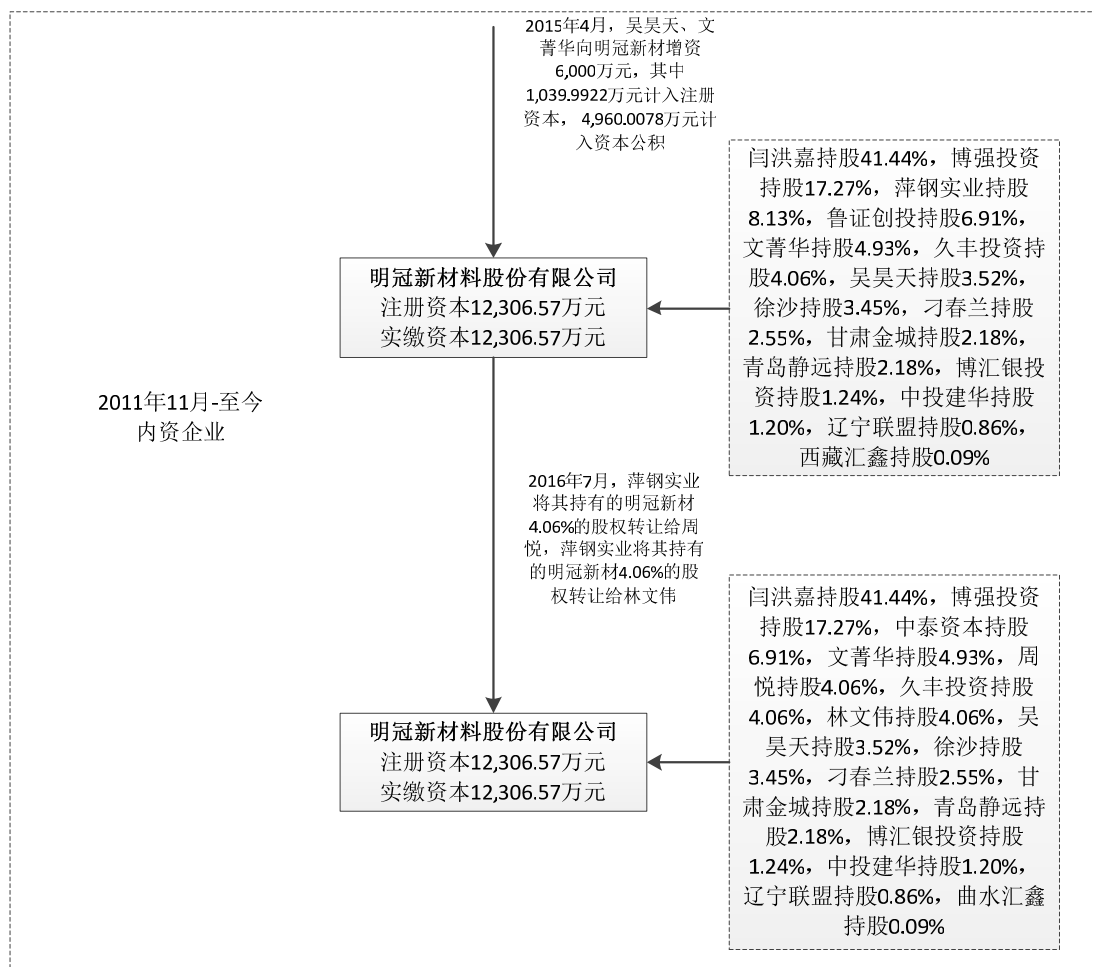 2015年4月，吴昊天、文
菁华向明冠新材增资
6,000万元，其中
1,039.9922万元计入注册
资本， 4,960.0078万元计
入资本公积
闫洪嘉持股41.44%，博强投资
持股17.27%，萍钢实业持股
8.13%，鲁证创投持股6.91%，
文菁华持股4.93%，久丰投资持
股4.06%，吴昊天持股3.52%，
徐沙持股3.45%，刁春兰持股
2.55%，甘肃金城持股2.18%，
青岛静远持股2.18%，博汇银投
资持股1.24%，中投建华持股
1.20%，辽宁联盟持股0.86%，
西藏汇鑫持股0.09%
明冠新材料股份有限公司
注册资本12,306.57万元
实缴资本12,306.57万元
2011年11月-至今
内资企业
2016年7月，萍钢实业
将其持有的明冠新材
4.06%的股权转让给周
悦，萍钢实业将其持有
的明冠新材4.06%的股
权转让给林文伟
闫洪嘉持股41.44%，博强投资
持股17.27%，中泰资本持股
6.91%，文菁华持股4.93%，周
悦持股4.06%，久丰投资持股
4.06%，林文伟持股4.06%，吴
昊天持股3.52%，徐沙持股
3.45%，刁春兰持股2.55%，甘
肃金城持股2.18%，青岛静远持
股2.18%，博汇银投资持股
1.24%，中投建华持股1.20%，
辽宁联盟持股0.86%，曲水汇鑫
持股0.09%
明冠新材料股份有限公司
注册资本12,306.57万元
实缴资本12,306.57万元